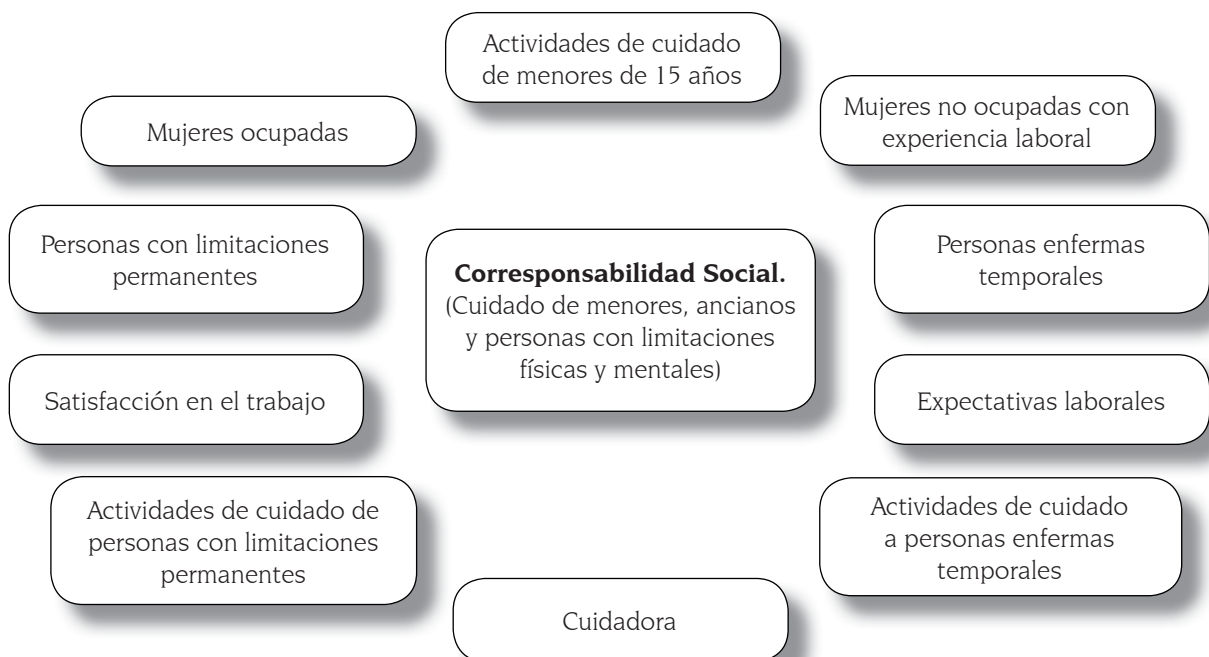 Actividades de cuidado
de menores de 15 años
Mujeres ocupadas
Mujeres no ocupadas con
experiencia laboral
Personas con limitaciones
permanentes
Corresponsabilidad Social.
(Cuidado de menores, ancianos
y personas con limitaciones
físicas y mentales)
Personas enfermas
temporales
Satisfacción en el trabajo
Expectativas laborales
Actividades de cuidado de
personas con limitaciones
permanentes
Actividades de cuidado
a personas enfermas
temporales
Cuidadora